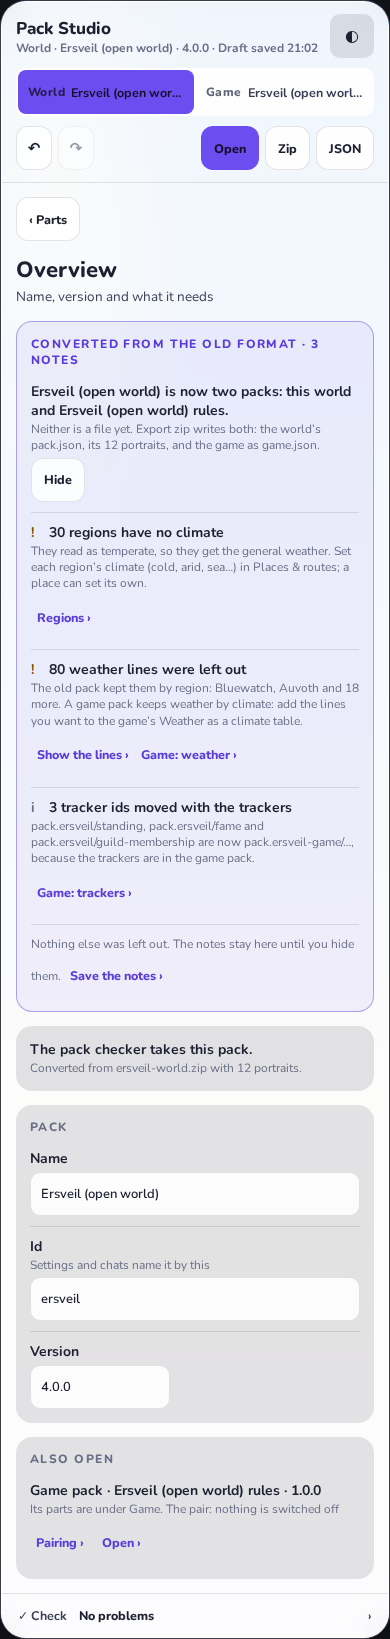 Pack Studio
World · Ersveil (open world) · 4.0.0 · Draft saved 21:02
World Ersveil (open wor...
Game Ersveil (open worl...
Open
Zip
JSON
‹ Parts
Overview
Name, version and what it needs
CONVERTED FROM THE OLD FORMAT · 3
NOTES
Ersveil (open world) is now two packs: this world
and Ersveil (open world) rules.
Neither is a file yet. Export zip writes both: the world's
pack.json, its 12 portraits, and the game as game.json.
Hide
! 30 regions have no climate
They read as temperate, so they get the general weather. Set
each region's climate (cold, arid, sea...) in Places & routes; a
place can set its own.
Regions ›
! 80 weather lines were left out
The old pack kept them by region: Bluewatch, Auvoth and 18
more. A game pack keeps weather by climate: add the lines
you want to the game's Weather as a climate table.
Show the lines › Game: weather ›
i 3 tracker ids moved with the trackers
pack.ersveil/standing, pack.ersveil/fame and
pack.ersveil/guild-membership are now pack.ersveil-game/...,
because the trackers are in the game pack.
Game: trackers ›
Nothing else was left out. The notes stay here until you hide
them. Save the notes ›
The pack checker takes this pack.
Converted from ersveil-world.zip with 12 portraits.
PACK
Name
Ersveil (open world)
Id
Settings and chats name it by this
ersveil
Version
4.0.0
ALSO OPEN
Game pack · Ersveil (open world) rules · 1.0.0
Its parts are under Game. The pair: nothing is switched off
Pairing › Open ›
✓ Check No problems ›